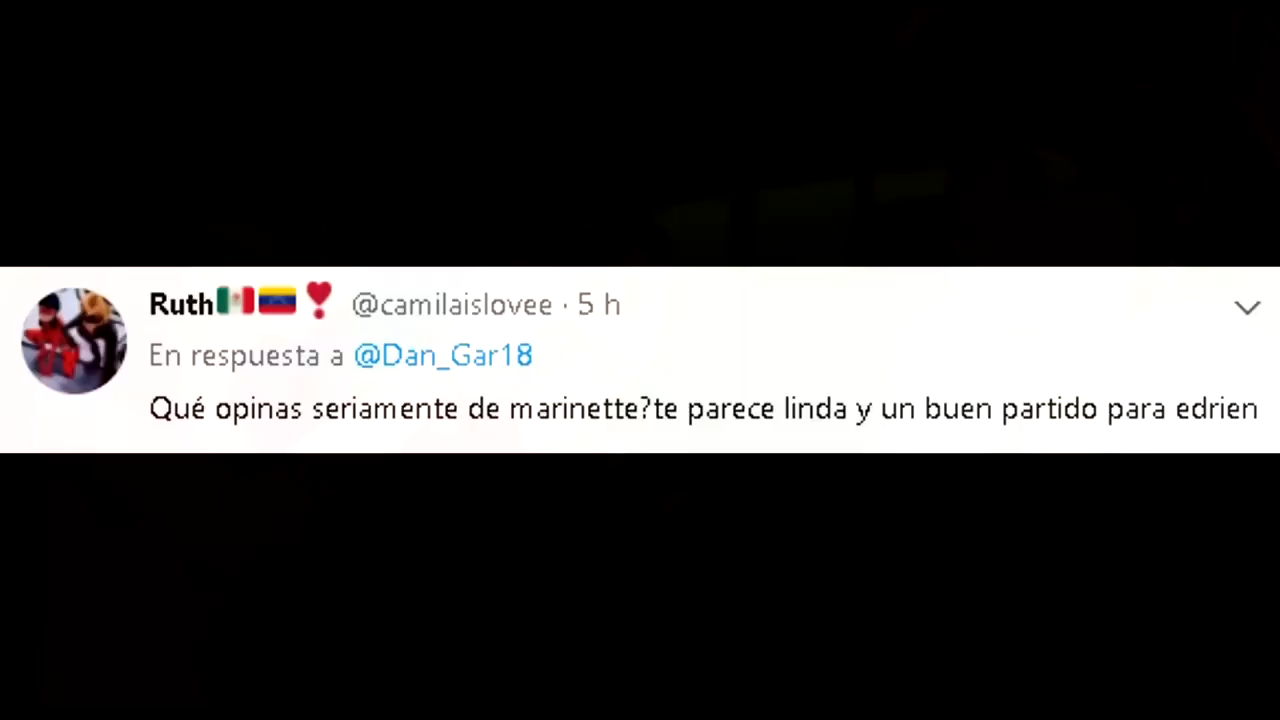 Ruth🇲🇽🇻🇪❣️ @camilaislovee · 5 h
En respuesta a @Dan_Gar18
Qué opinas seriamente de marinette?te parece linda y un buen partido para edrien